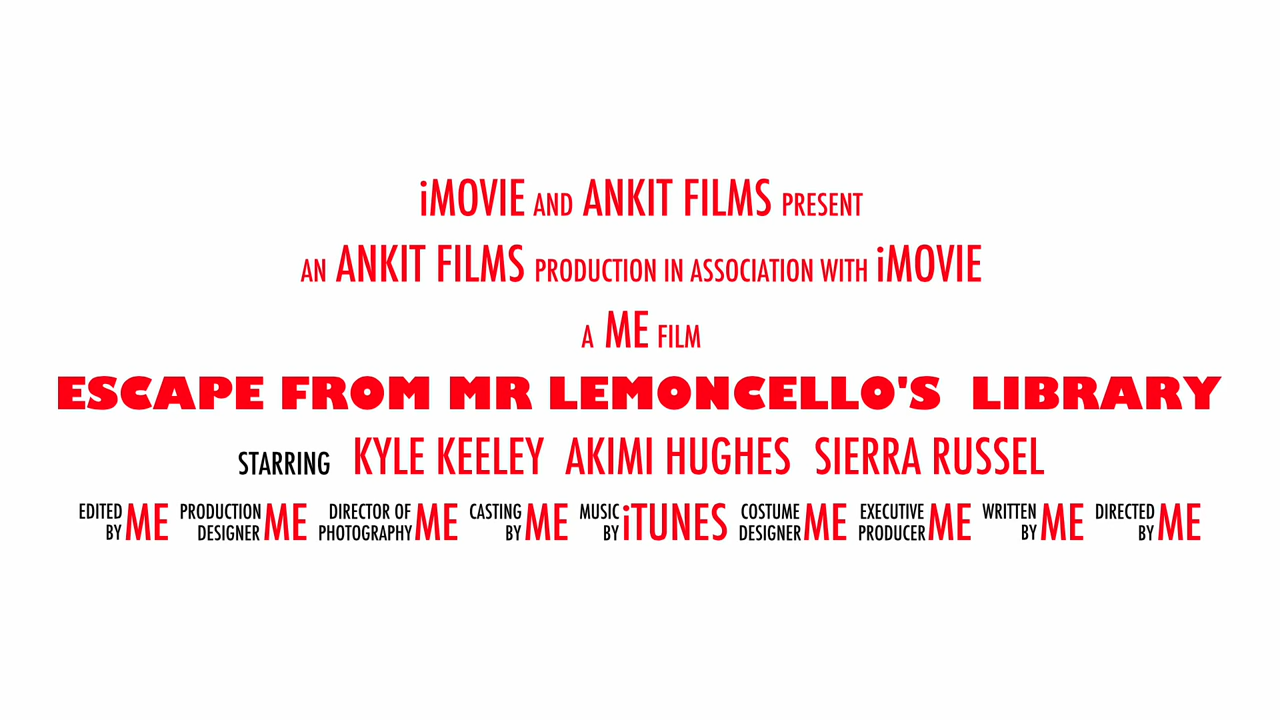 iMOVIE AND ANKIT FILMS PRESENT
AN ANKIT FILMS PRODUCTION IN ASSOCIATION WITH iMOVIE
A ME FILM
ESCAPE FROM MR LEMONCELLO'S LIBRARY
STARRING KYLE KEELEY AKIMI HUGHES SIERRA RUSSEL
EDITED BY ME PRODUCTION DESIGNER ME DIRECTOR OF PHOTOGRAPHY ME CASTING BY ME MUSIC BY iTUNES COSTUME DESIGNER ME EXECUTIVE PRODUCER ME WRITTEN BY ME DIRECTED BY ME